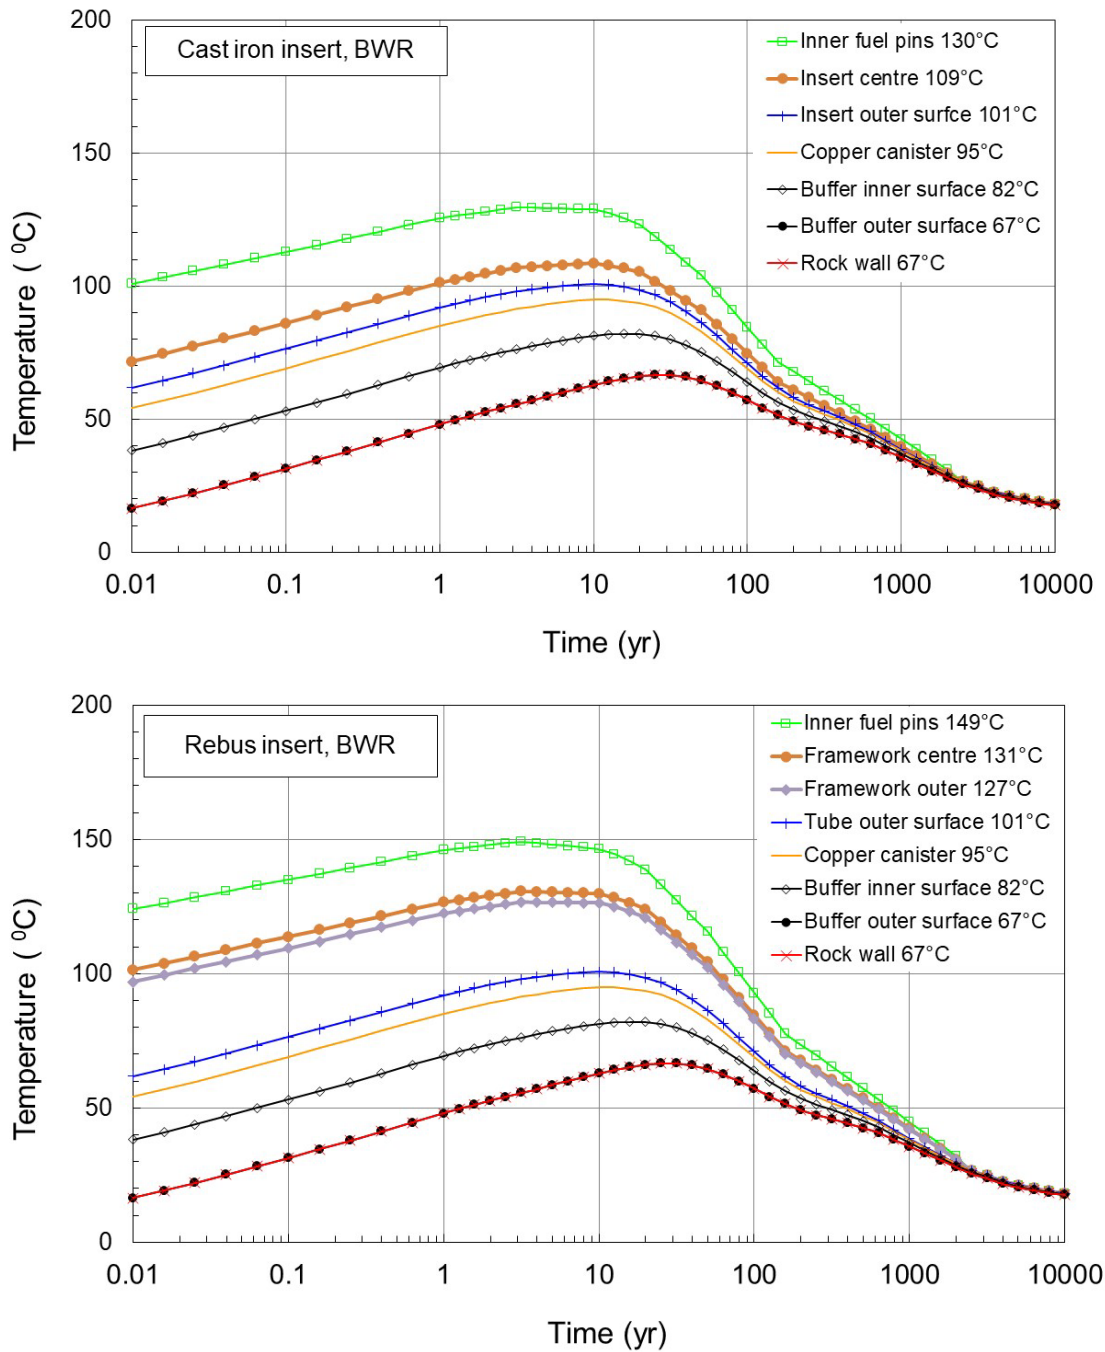 200
Cast iron insert, BWR
Inner fuel pins 130°C
Insert centre 109°C
Insert outer surfce 101°C
Copper canister 95°C
Buffer inner surface 82°C
Buffer outer surface 67°C
Rock wall 67°C
150
100
50
0
Temperature ( ⁰C)
0.01 0.1 1 10 100 1000 10000
Time (yr)
200
Rebus insert, BWR
Inner fuel pins 149°C
Framework centre 131°C
Framework outer 127°C
Tube outer surface 101°C
Copper canister 95°C
Buffer inner surface 82°C
Buffer outer surface 67°C
Rock wall 67°C
150
100
50
0
Temperature ( ⁰C)
0.01 0.1 1 10 100 1000 10000
Time (yr)